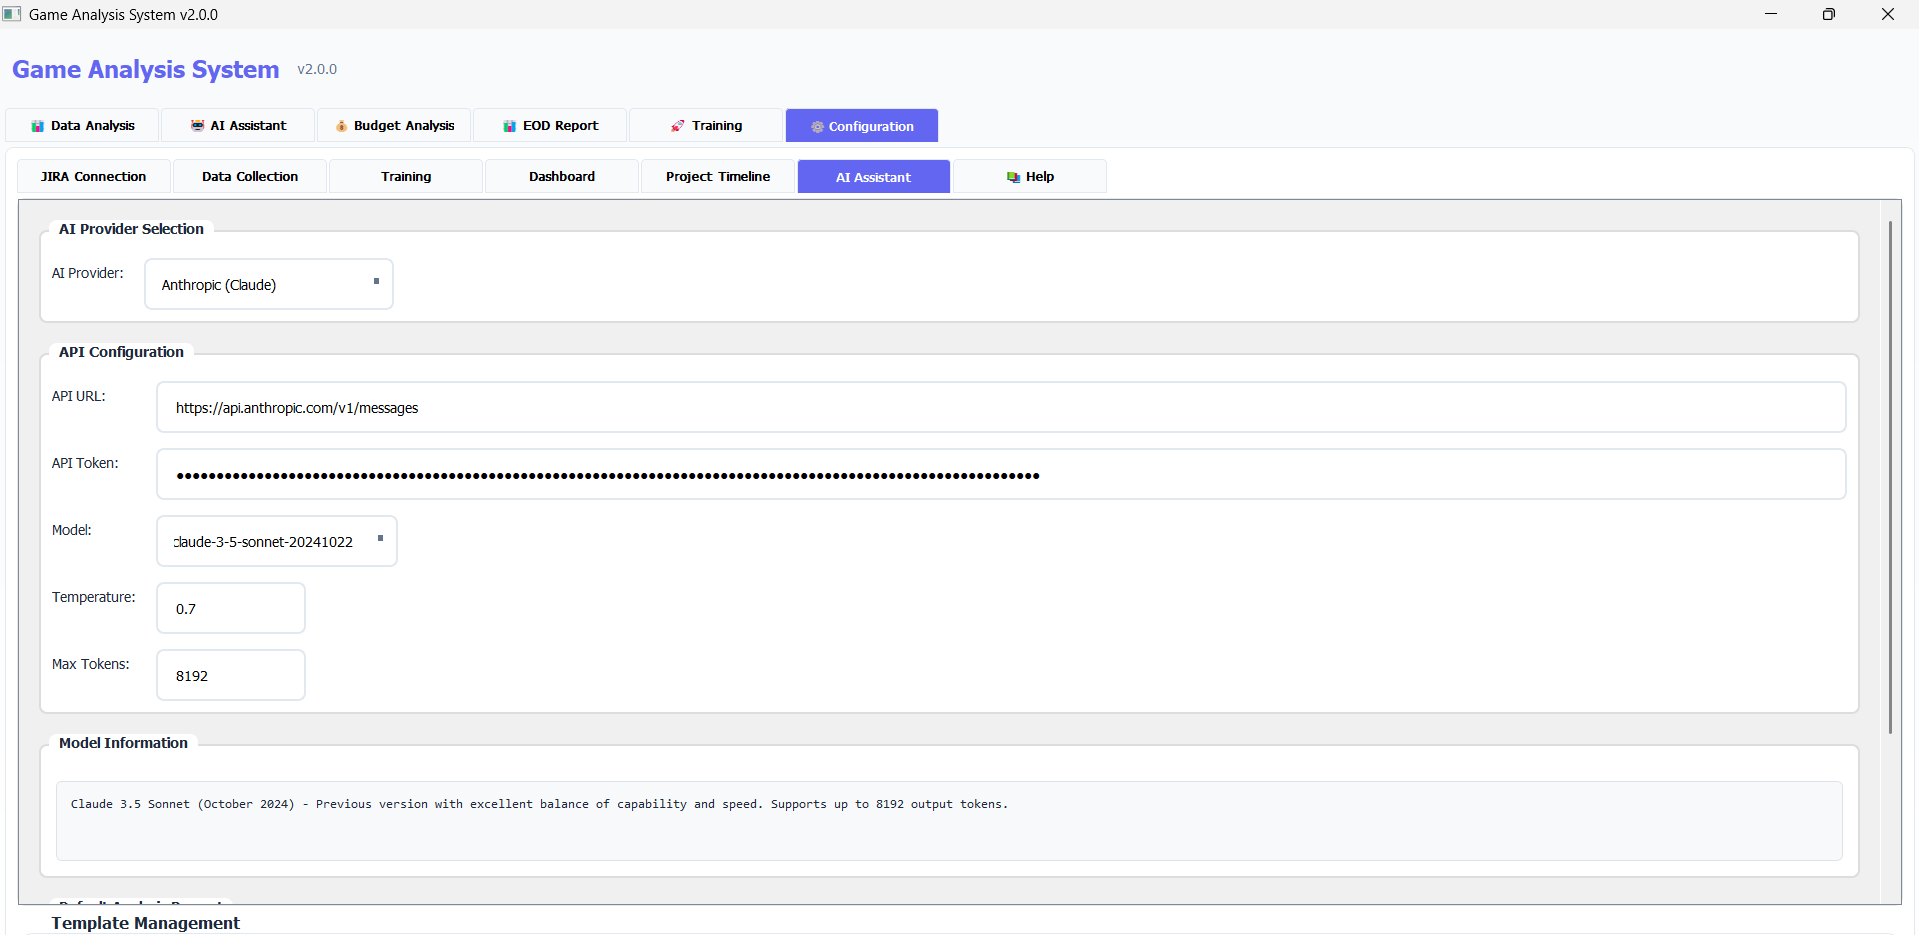 Game Analysis System v2.0.0
Game Analysis System v2.0.0
Data Analysis AI Assistant Budget Analysis EOD Report Training Configuration
JIRA Connection Data Collection Training Dashboard Project Timeline AI Assistant Help
AI Provider Selection
AI Provider: Anthropic (Claude)
API Configuration
API URL: https://api.anthropic.com/v1/messages
API Token:
Model: claude-3-5-sonnet-20241022
Temperature: 0.7
Max Tokens: 8192
Model Information
Claude 3.5 Sonnet (October 2024) - Previous version with excellent balance of capability and speed. Supports up to 8192 output tokens.
Template Management